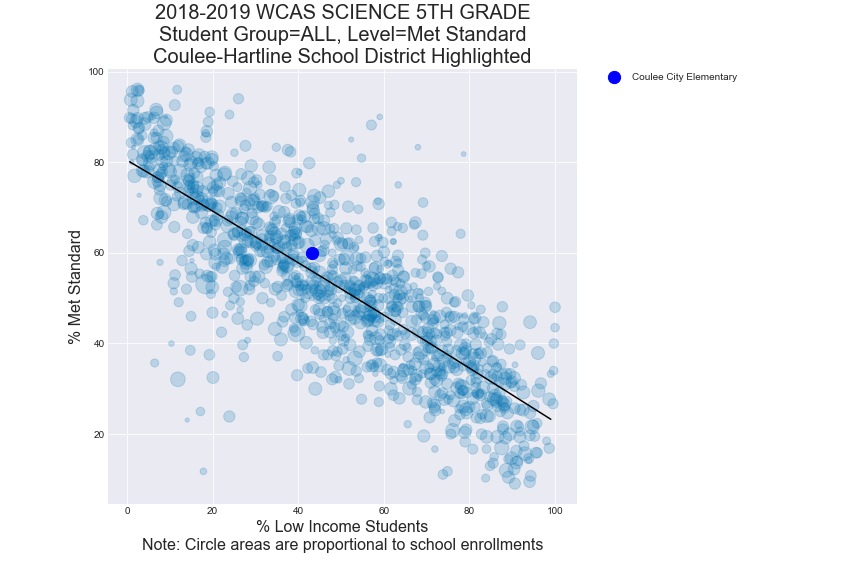 2018-2019 WCAS SCIENCE 5TH GRADE
Student Group=ALL, Level=Met Standard
Coulee-Hartline School District Highlighted
Coulee City Elementary
% Met Standard
100
80
60
40
20
0
20
40
60
80
100
% Low Income Students
Note: Circle areas are proportional to school enrollments